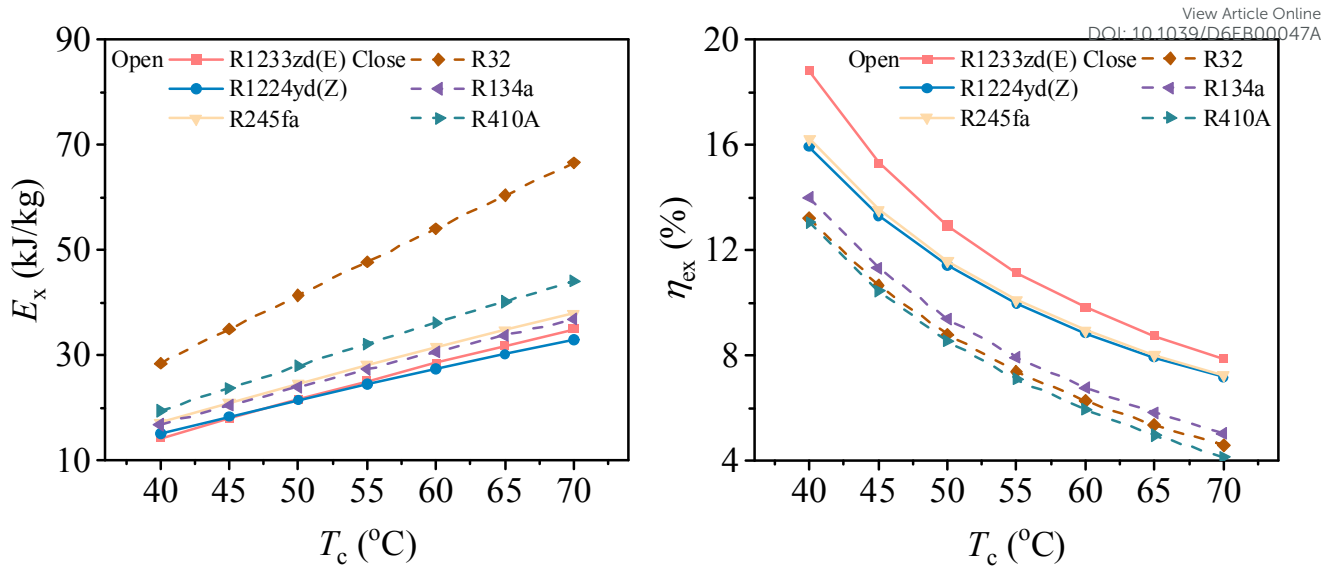 View Article Online
DOI: 10.1039/D6EB00047A
90
70
50
30
10
Eₓ (kJ/kg)
Open R1233zd(E) Close R32
R1224yd(Z) R134a
R245fa R410A
40 45 50 55 60 65 70
T_c (°C)
20
16
12
8
4
η_ex (%)
Open R1233zd(E) Close R32
R1224yd(Z) R134a
R245fa R410A
40 45 50 55 60 65 70
T_c (°C)